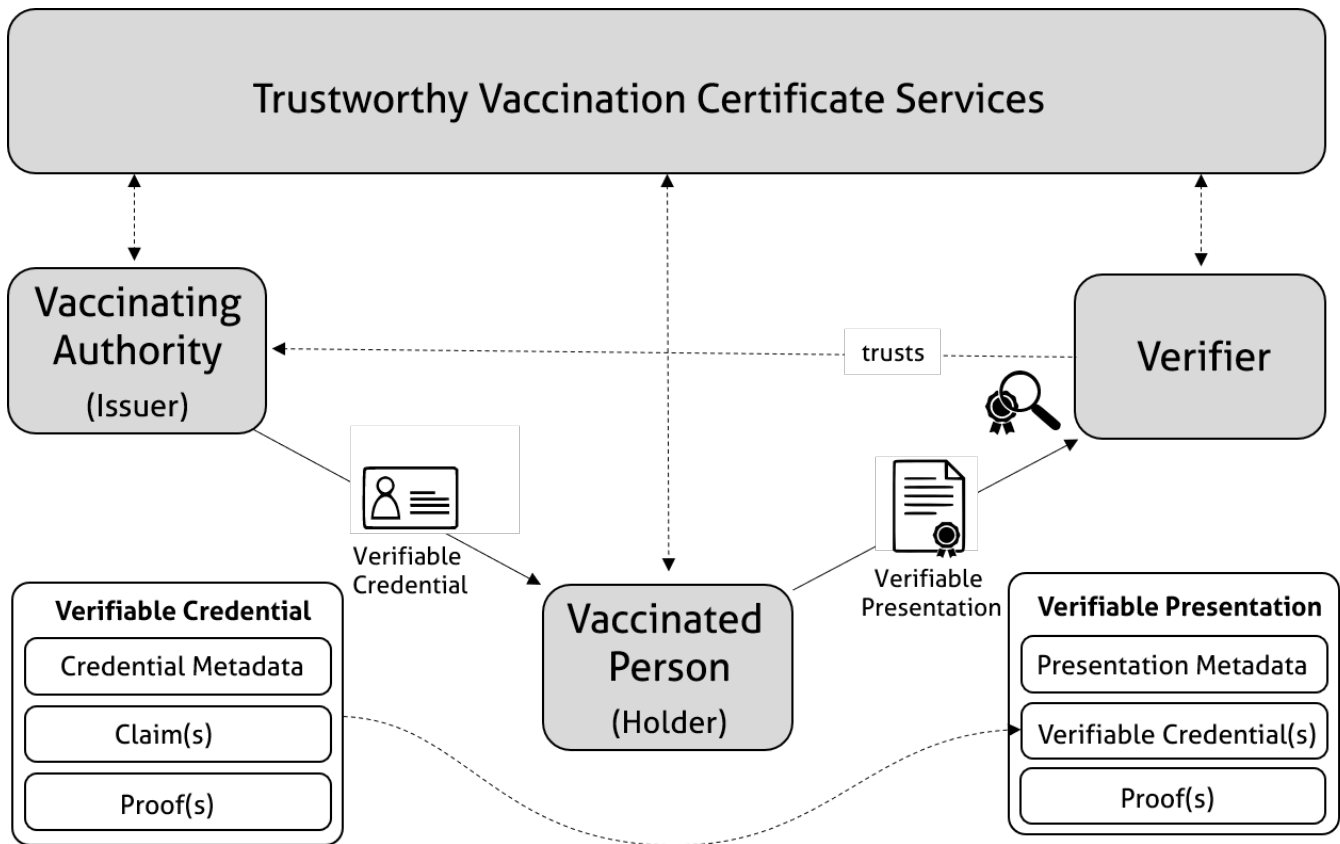 Trustworthy Vaccination Certificate Services
Vaccinating
Authority
(Issuer)
trusts
Verifier
Verifiable
Credential
Verifiable
Presentation
Vaccinated
Person
(Holder)
Verifiable Credential
Credential Metadata
Claim(s)
Proof(s)
Verifiable Presentation
Presentation Metadata
Verifiable Credential(s)
Proof(s)